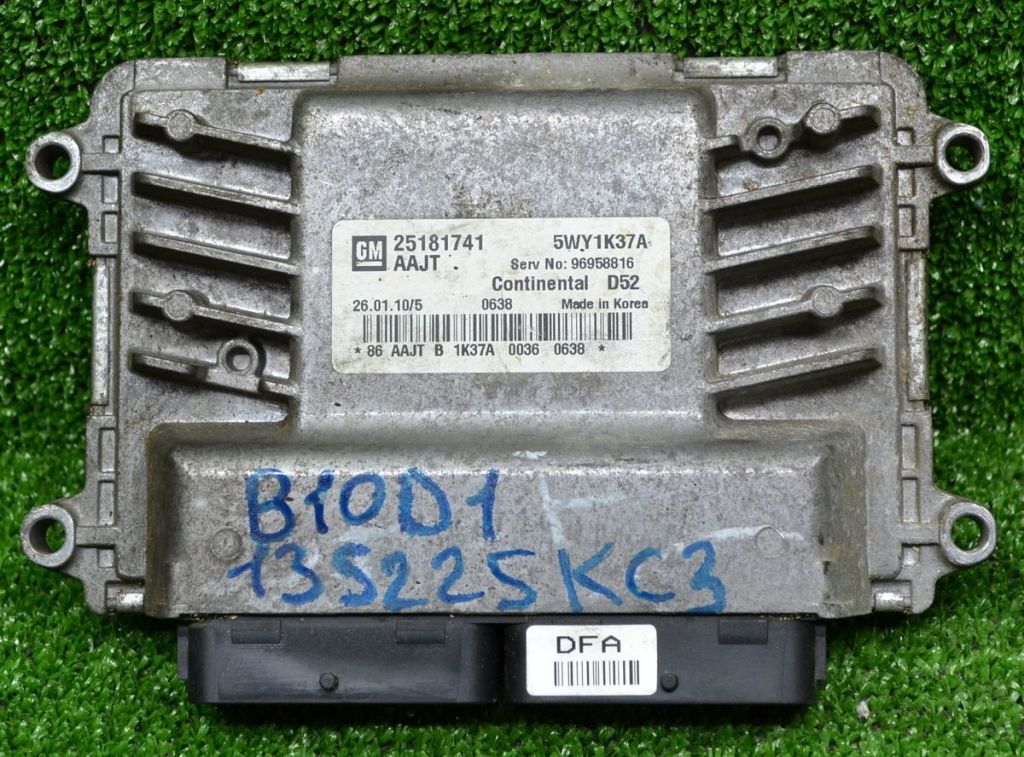 GM 25181741 5WY1K37A
AAJT Serv No: 96958816
Continental D52
26.01.10/5 0638 Made in Korea
* 86 AAJT B 1K37A 0036 0638 *
B10D1
135225KC3
DFA